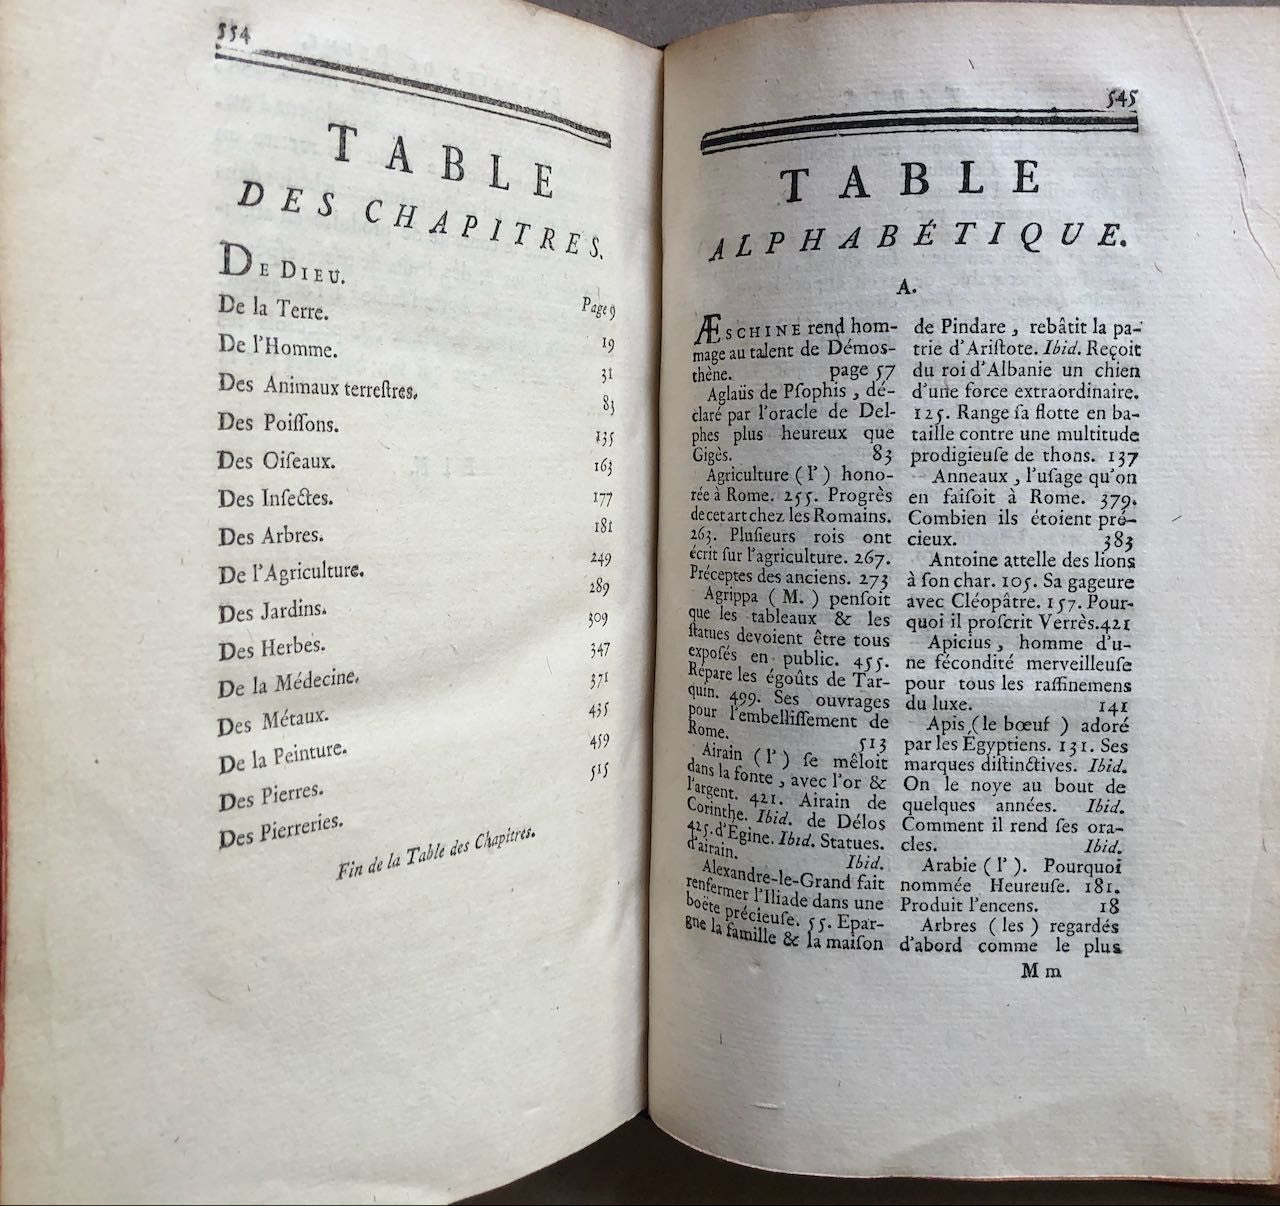 554
TABLE
DES CHAPITRES.
DE DIEU. Page 9
De la Terre. 19
De l'Homme. 31
Des Animaux terreſtres. 83
Des Poiſſons. 135
Des Oiſeaux. 163
Des Inſectes. 177
Des Arbres. 181
De l'Agriculture. 249
Des Jardins. 289
Des Herbes. 309
De la Médecine. 347
Des Métaux. 371
De la Peinture. 435
Des Pierres. 459
Des Pierreries. 515
Fin de la Table des Chapitres.
545
TABLE
ALPHABÉTIQUE.
A.
ÆSCHINE rend hom-
mage au talent de Démos-
thène. page 57
Aglaüs de Pſophis, dé-
claré par l'oracle de Del-
phes plus heureux que
Gigès. 83
Agriculture (l') hono-
rée à Rome. 255. Progrès
de cet art chez les Romains.
263. Pluſieurs rois ont
écrit ſur l'agriculture. 267.
Préceptes des anciens. 273
Agrippa (M.) penſoit
que les tableaux & les
ſtatues devoient être tous
expoſés en public. 455.
Répare les égoûts de Tar-
quin. 499. Ses ouvrages
pour l'embelliſſement de
Rome. 513
Airain (l') ſe mêloit
dans la fonte, avec l'or &
l'argent. 421. Airain de
Corinthe. Ibid. de Délos
425. d'Egine. Ibid. Statues.
d'airain. Ibid.
Alexandre-le-Grand fait
renfermer l'Iliade dans une
boëte précieuſe. 55. Epar-
gne la famille & la maiſon
de Pindare, rebâtit la pa-
trie d'Ariſtote. Ibid. Reçoit
du roi d'Albanie un chien
d'une force extraordinaire.
125. Range ſa flotte en ba-
taille contre une multitude
prodigieuſe de thons. 137
Anneaux, l'uſage qu'on
en faiſoit à Rome. 379.
Combien ils étoient pré-
cieux. 383
Antoine attelle des lions
à ſon char. 105. Sa gageure
avec Cléopâtre. 157. Pour-
quoi il proſcrit Verrès. 421
Apicius, homme d'u-
ne fécondité merveilleuſe
pour tous les raffinemens
du luxe. 141
Apis (le bœuf) adoré
par les Égyptiens. 131. Ses
marques diſtinctives. Ibid.
On le noye au bout de
quelques années. Ibid.
Comment il rend ſes ora-
cles. Ibid.
Arabie (l'). Pourquoi
nommée Heureuſe. 181.
Produit l'encens. 18
Arbres (les) regardés
d'abord comme le plus
M m